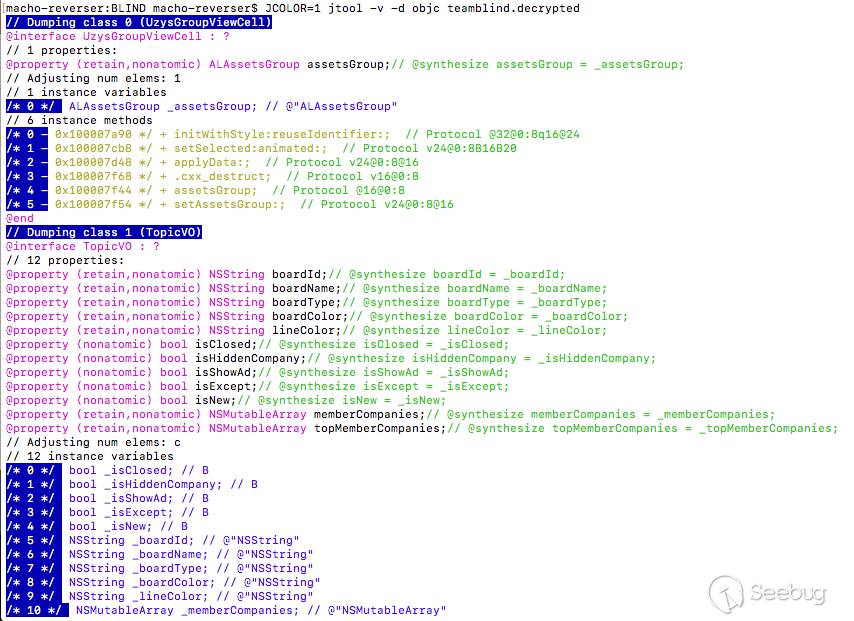 macho-reverser:BLIND macho-reverser$ JCOLOR=1 jtool -v -d objc teamblind.decrypted
// Dumping class 0 (UzysGroupViewCell)
@interface UzysGroupViewCell : ?
// 1 properties:
@property (retain,nonatomic) ALAssetsGroup assetsGroup;// @synthesize assetsGroup = _assetsGroup;
// Adjusting num elems: 1
// 1 instance variables
/* 0 */ ALAssetsGroup _assetsGroup; // @"ALAssetsGroup"
// 6 instance methods
/* 0 – 0x100007a90 */ + initWithStyle:reuseIdentifier:; // Protocol @32@0:8q16@24
/* 1 – 0x100007cb8 */ + setSelected:animated:; // Protocol v24@0:8B16B20
/* 2 – 0x100007d48 */ + applyData:; // Protocol v24@0:8@16
/* 3 – 0x100007f68 */ + .cxx_destruct; // Protocol v16@0:8
/* 4 – 0x100007f44 */ + assetsGroup; // Protocol @16@0:8
/* 5 – 0x100007f54 */ + setAssetsGroup:; // Protocol v24@0:8@16
@end
// Dumping class 1 (TopicVO)
@interface TopicVO : ?
// 12 properties:
@property (retain,nonatomic) NSString boardId;// @synthesize boardId = _boardId;
@property (retain,nonatomic) NSString boardName;// @synthesize boardName = _boardName;
@property (retain,nonatomic) NSString boardType;// @synthesize boardType = _boardType;
@property (retain,nonatomic) NSString boardColor;// @synthesize boardColor = _boardColor;
@property (retain,nonatomic) NSString lineColor;// @synthesize lineColor = _lineColor;
@property (nonatomic) bool isClosed;// @synthesize isClosed = _isClosed;
@property (nonatomic) bool isHiddenCompany;// @synthesize isHiddenCompany = _isHiddenCompany;
@property (nonatomic) bool isShowAd;// @synthesize isShowAd = _isShowAd;
@property (nonatomic) bool isExcept;// @synthesize isExcept = _isExcept;
@property (nonatomic) bool isNew;// @synthesize isNew = _isNew;
@property (retain,nonatomic) NSMutableArray memberCompanies;// @synthesize memberCompanies = _memberCompanies;
@property (retain,nonatomic) NSMutableArray topMemberCompanies;// @synthesize topMemberCompanies = _topMemberCompanies;
// Adjusting num elems: c
// 12 instance variables
/* 0 */ bool _isClosed; // B
/* 1 */ bool _isHiddenCompany; // B
/* 2 */ bool _isShowAd; // B
/* 3 */ bool _isExcept; // B
/* 4 */ bool _isNew; // B
/* 5 */ NSString _boardId; // @"NSString"
/* 6 */ NSString _boardName; // @"NSString"
/* 7 */ NSString _boardType; // @"NSString"
/* 8 */ NSString _boardColor; // @"NSString"
/* 9 */ NSString _lineColor; // @"NSString"
/* 10 */ NSMutableArray _memberCompanies; // @"NSMutableArray"
Seebug